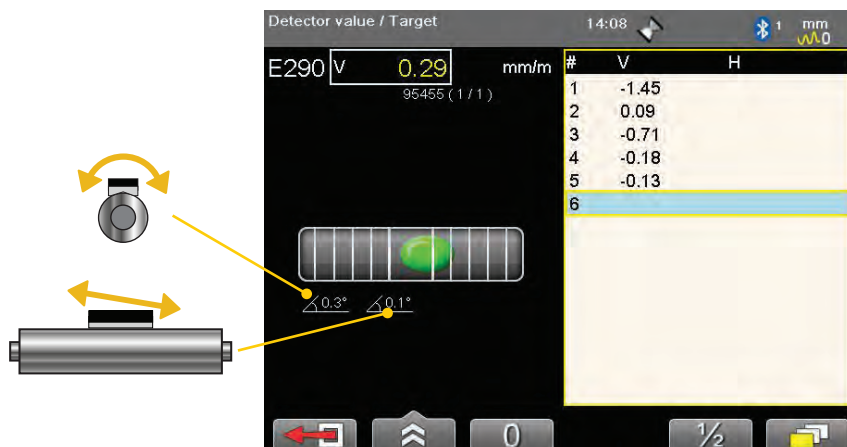 Detector value / Target 14:08 1 mm
0
E290 V 0.29 mm/m
95455 ( 1 / 1 )
# V H
1 -1.45
2 0.09
3 -0.71
4 -0.18
5 -0.13
6
0.3° 0.1°
0 ½